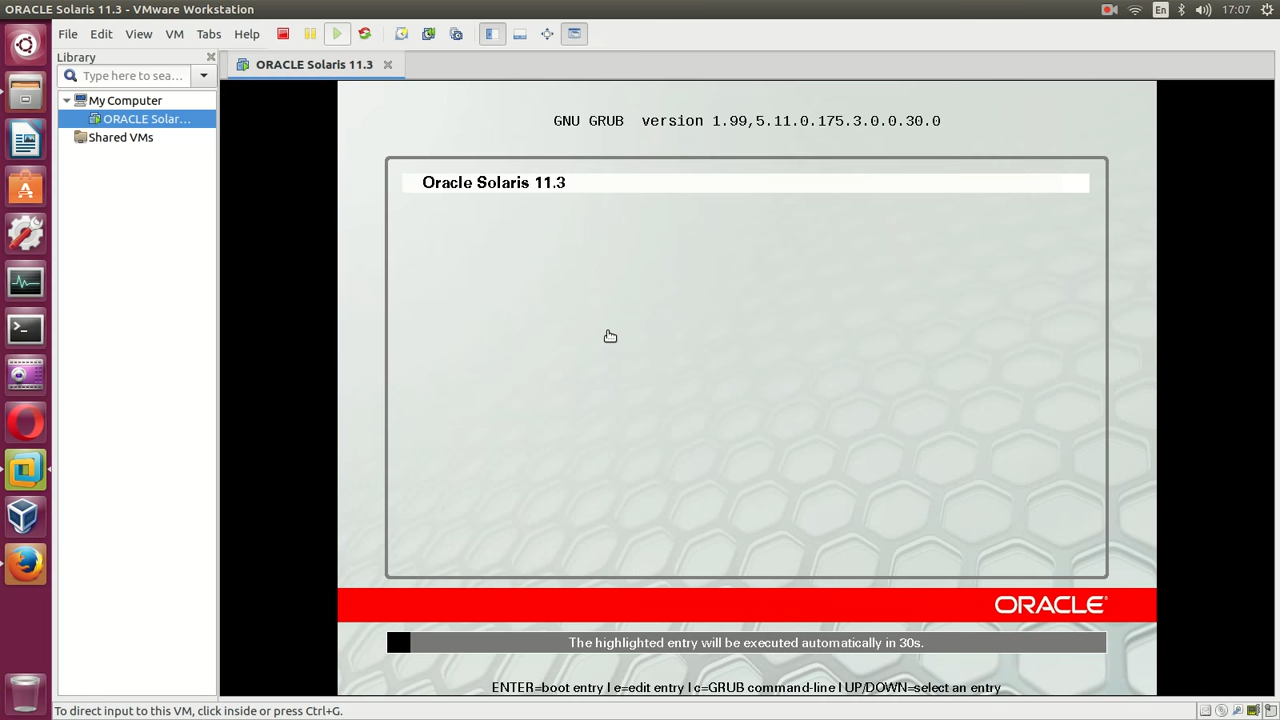 ORACLE Solaris 11.3 - VMware Workstation
En
17:07
File Edit View VM Tabs Help
Library
Type here to sea...
My Computer
ORACLE Solar...
Shared VMs
ORACLE Solaris 11.3
GNU GRUB version 1.99,5.11.0.175.3.0.0.30.0
Oracle Solaris 11.3
ORACLE
The highlighted entry will be executed automatically in 30s.
ENTER=boot entry | e=edit entry | c=GRUB command-line | UP/DOWN=select an entry
To direct input to this VM, click inside or press Ctrl+G.